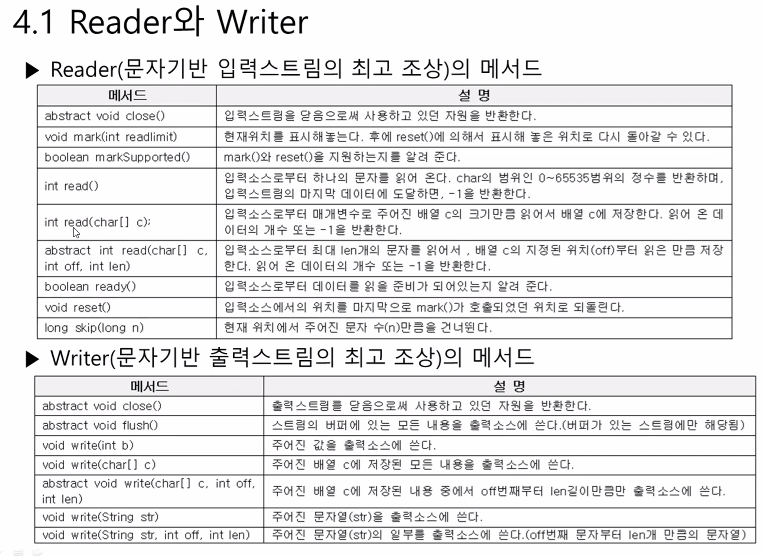 4.1 Reader와 Writer
▶ Reader(문자기반 입력스트림의 최고 조상)의 메서드
메서드 설 명
abstract void close() 입력스트림을 닫음으로써 사용하고 있던 자원을 반환한다.
void mark(int readlimit) 현재위치를 표시해놓는다. 후에 reset()에 의해서 표시해 놓은 위치로 다시 돌아갈 수 있다.
boolean markSupported() mark()와 reset()을 지원하는지를 알려 준다.
int read() 입력소스로부터 하나의 문자를 읽어 온다. char의 범위인 0~65535범위의 정수를 반환하며,
입력스트림의 마지막 데이터에 도달하면, -1을 반환한다.
int read(char[] c); 입력소스로부터 매개변수로 주어진 배열 c의 크기만큼 읽어서 배열 c에 저장한다. 읽어 온 데
이터의 개수 또는 -1을 반환한다.
abstract int read(char[] c, 입력소스로부터 최대 len개의 문자를 읽어서 , 배열 c의 지정된 위치(off)부터 읽은 만큼 저장
int off, int len) 한다. 읽어 온 데이터의 개수 또는 -1을 반환한다.
boolean ready() 입력소스로부터 데이터를 읽을 준비가 되어있는지 알려 준다.
void reset() 입력소스에서의 위치를 마지막으로 mark()가 호출되었던 위치로 되돌린다.
long skip(long n) 현재 위치에서 주어진 문자 수(n)만큼을 건너뛴다.
▶ Writer(문자기반 출력스트림의 최고 조상)의 메서드
메서드 설 명
abstract void close() 출력스트림를 닫음으로써 사용하고 있던 자원을 반환한다.
abstract void flush() 스트림의 버퍼에 있는 모든 내용을 출력소스에 쓴다.(버퍼가 있는 스트림에만 해당됨)
void write(int b) 주어진 값을 출력소스에 쓴다.
void write(char[] c) 주어진 배열 c에 저장된 모든 내용을 출력소스에 쓴다.
abstract void write(char[] c, int off,
int len) 주어진 배열 c에 저장된 내용 중에서 off번째부터 len길이만큼만 출력소스에 쓴다.
void write(String str) 주어진 문자열(str)을 출력소스에 쓴다.
void write(String str, int off, int len) 주어진 문자열(str)의 일부를 출력소스에 쓴다.(off번째 문자부터 len개 만큼의 문자열)